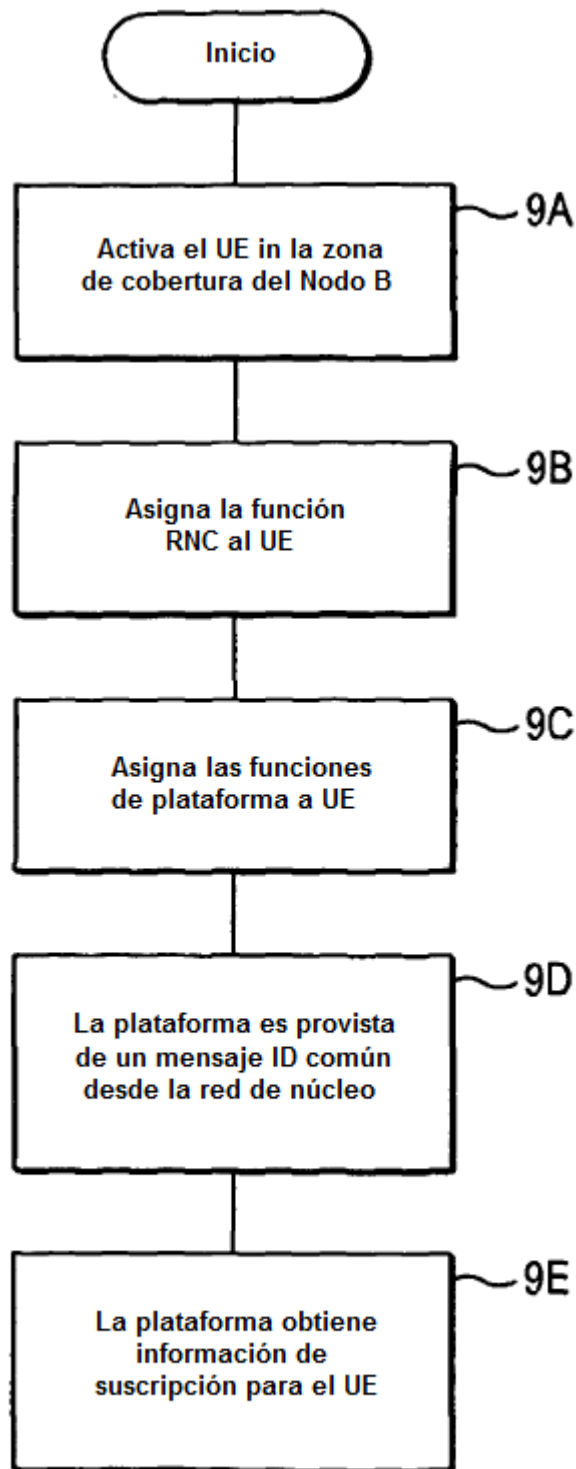 Inicio
9A
Activa el UE in la zona
de cobertura del Nodo B
9B
Asigna la función
RNC al UE
9C
Asigna las funciones
de plataforma a UE
9D
La plataforma es provista
de un mensaje ID común
desde la red de núcleo
9E
La plataforma obtiene
información de
suscripción para el UE